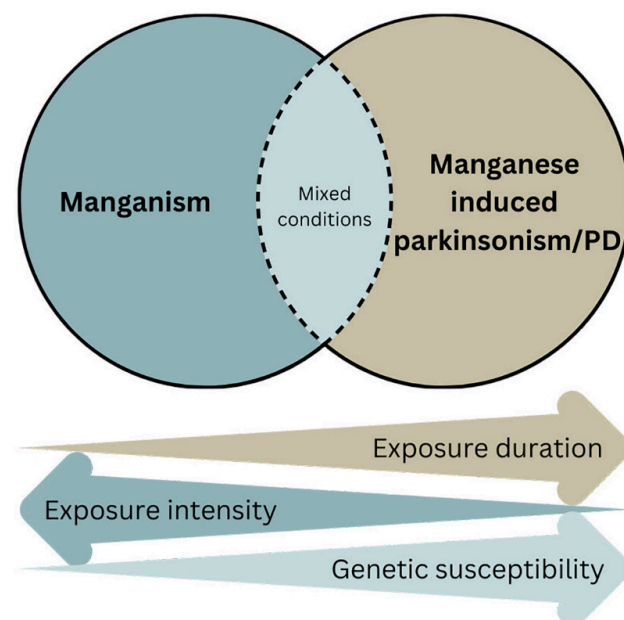 Manganism
Mixed
conditions
Manganese
induced
parkinsonism/PD
Exposure duration
Exposure intensity
Genetic susceptibility